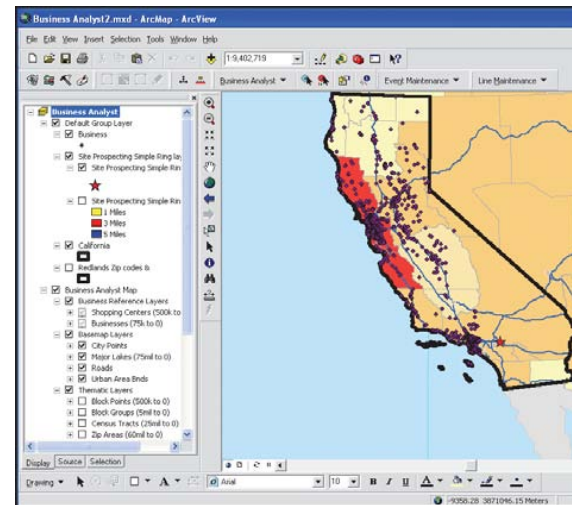 Business Analyst2.mxd - ArcMap - ArcView
File Edit View Insert Selection Tools Window Help
1:9,402,719
Business Analyst Event Maintenance Line Maintenance
Business Analyst
Default Group Layer
Business
Site Prospecting Simple Ring lay
Site Prospecting Simple Rin
Site Prospecting Simple Rin
1 Miles
3 Miles
5 Miles
California
Redlands Zip codes &
Business Analyst Map
Business Reference Layers
Shopping Centers (500k to
Businesses (75k to 0)
Basemap Layers
City Points
Major Lakes (75mil to 0)
Roads
Urban Area Bnds
Thematic Layers
Block Points (500k to 0)
Block Groups (5mil to 0)
Census Tracts (25mil to 0)
Zip Areas (60mil to 0)
Display Source Selection
Drawing A Arial 10 B I U A
-9358.28 3871046.15 Meters